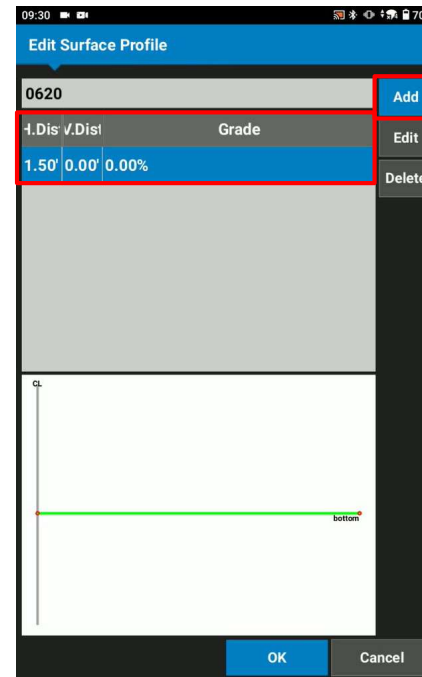 09:30 70
Edit Surface Profile
0620
Add
H.Dist V.Dist Grade
Edit
1.50' 0.00' 0.00%
Delete
CL
bottom
OK Cancel